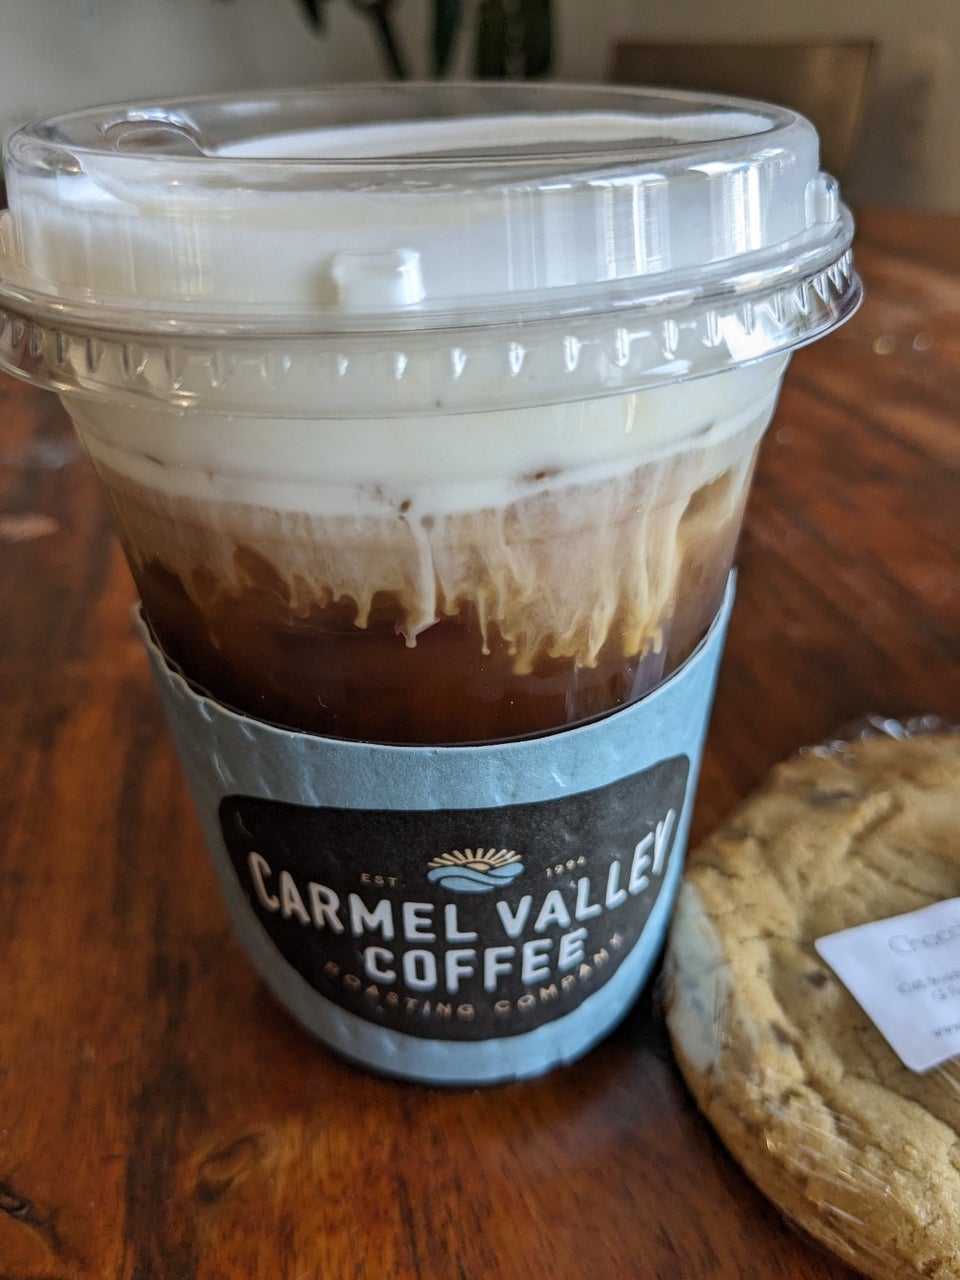 EST. 1994
CARMEL VALLEY
COFFEE
ROASTING COMPANY